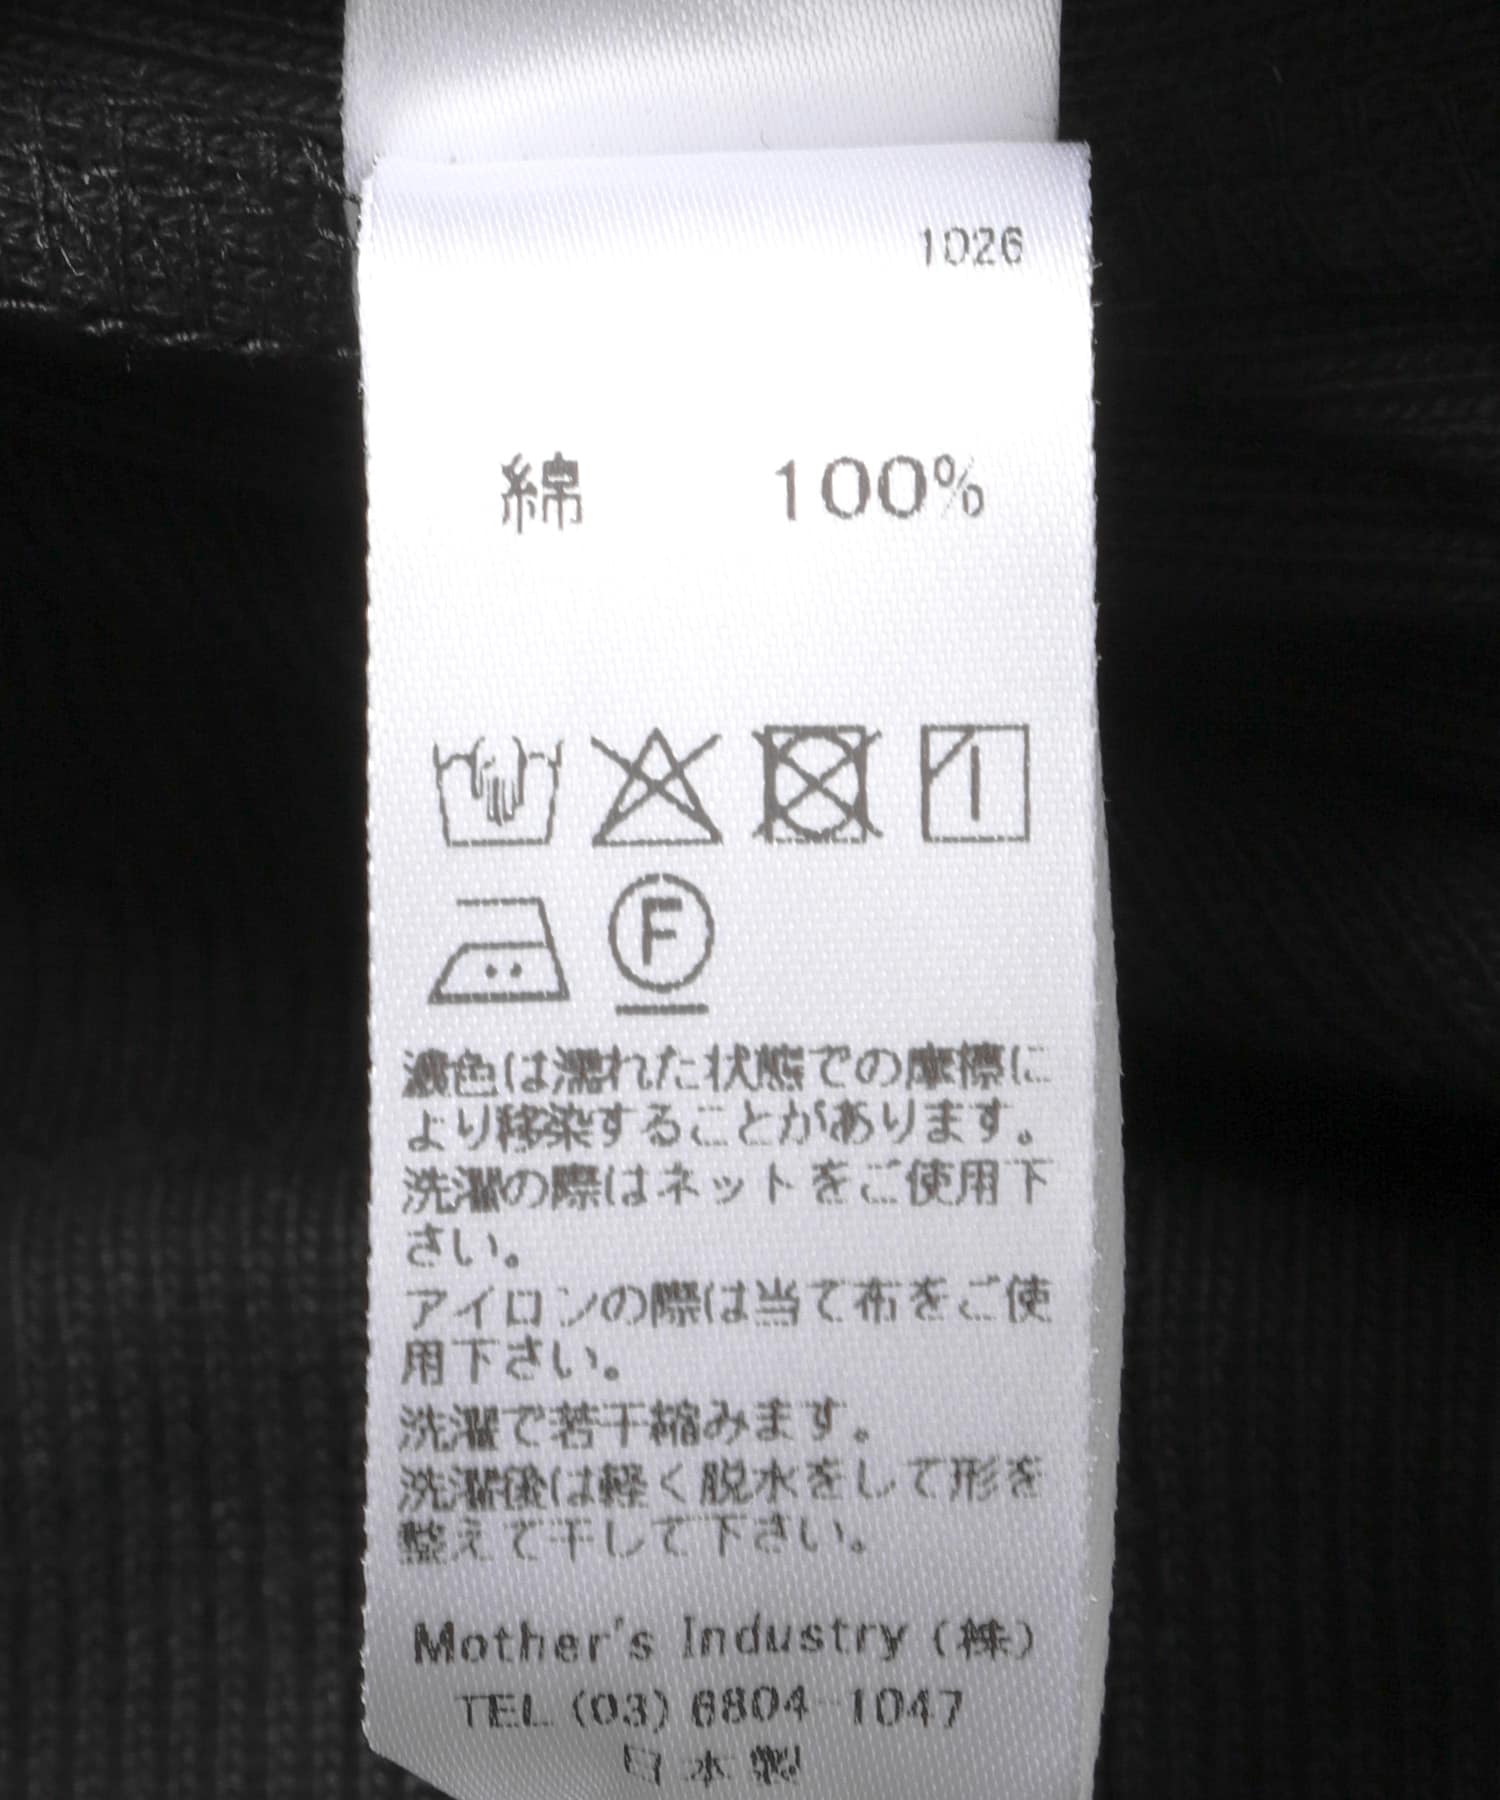 1026
綿 100%
F
濃色は濡れた状態での摩擦に
より移染することがあります。
洗濯の際はネットをご使用下
さい。
アイロンの際は当て布をご使
用下さい。
洗濯で若干縮みます。
洗濯後は軽く脱水をして形を
整えて干して下さい。
Mother's Industry (株)
TEL (03) 6804-1047
日本製